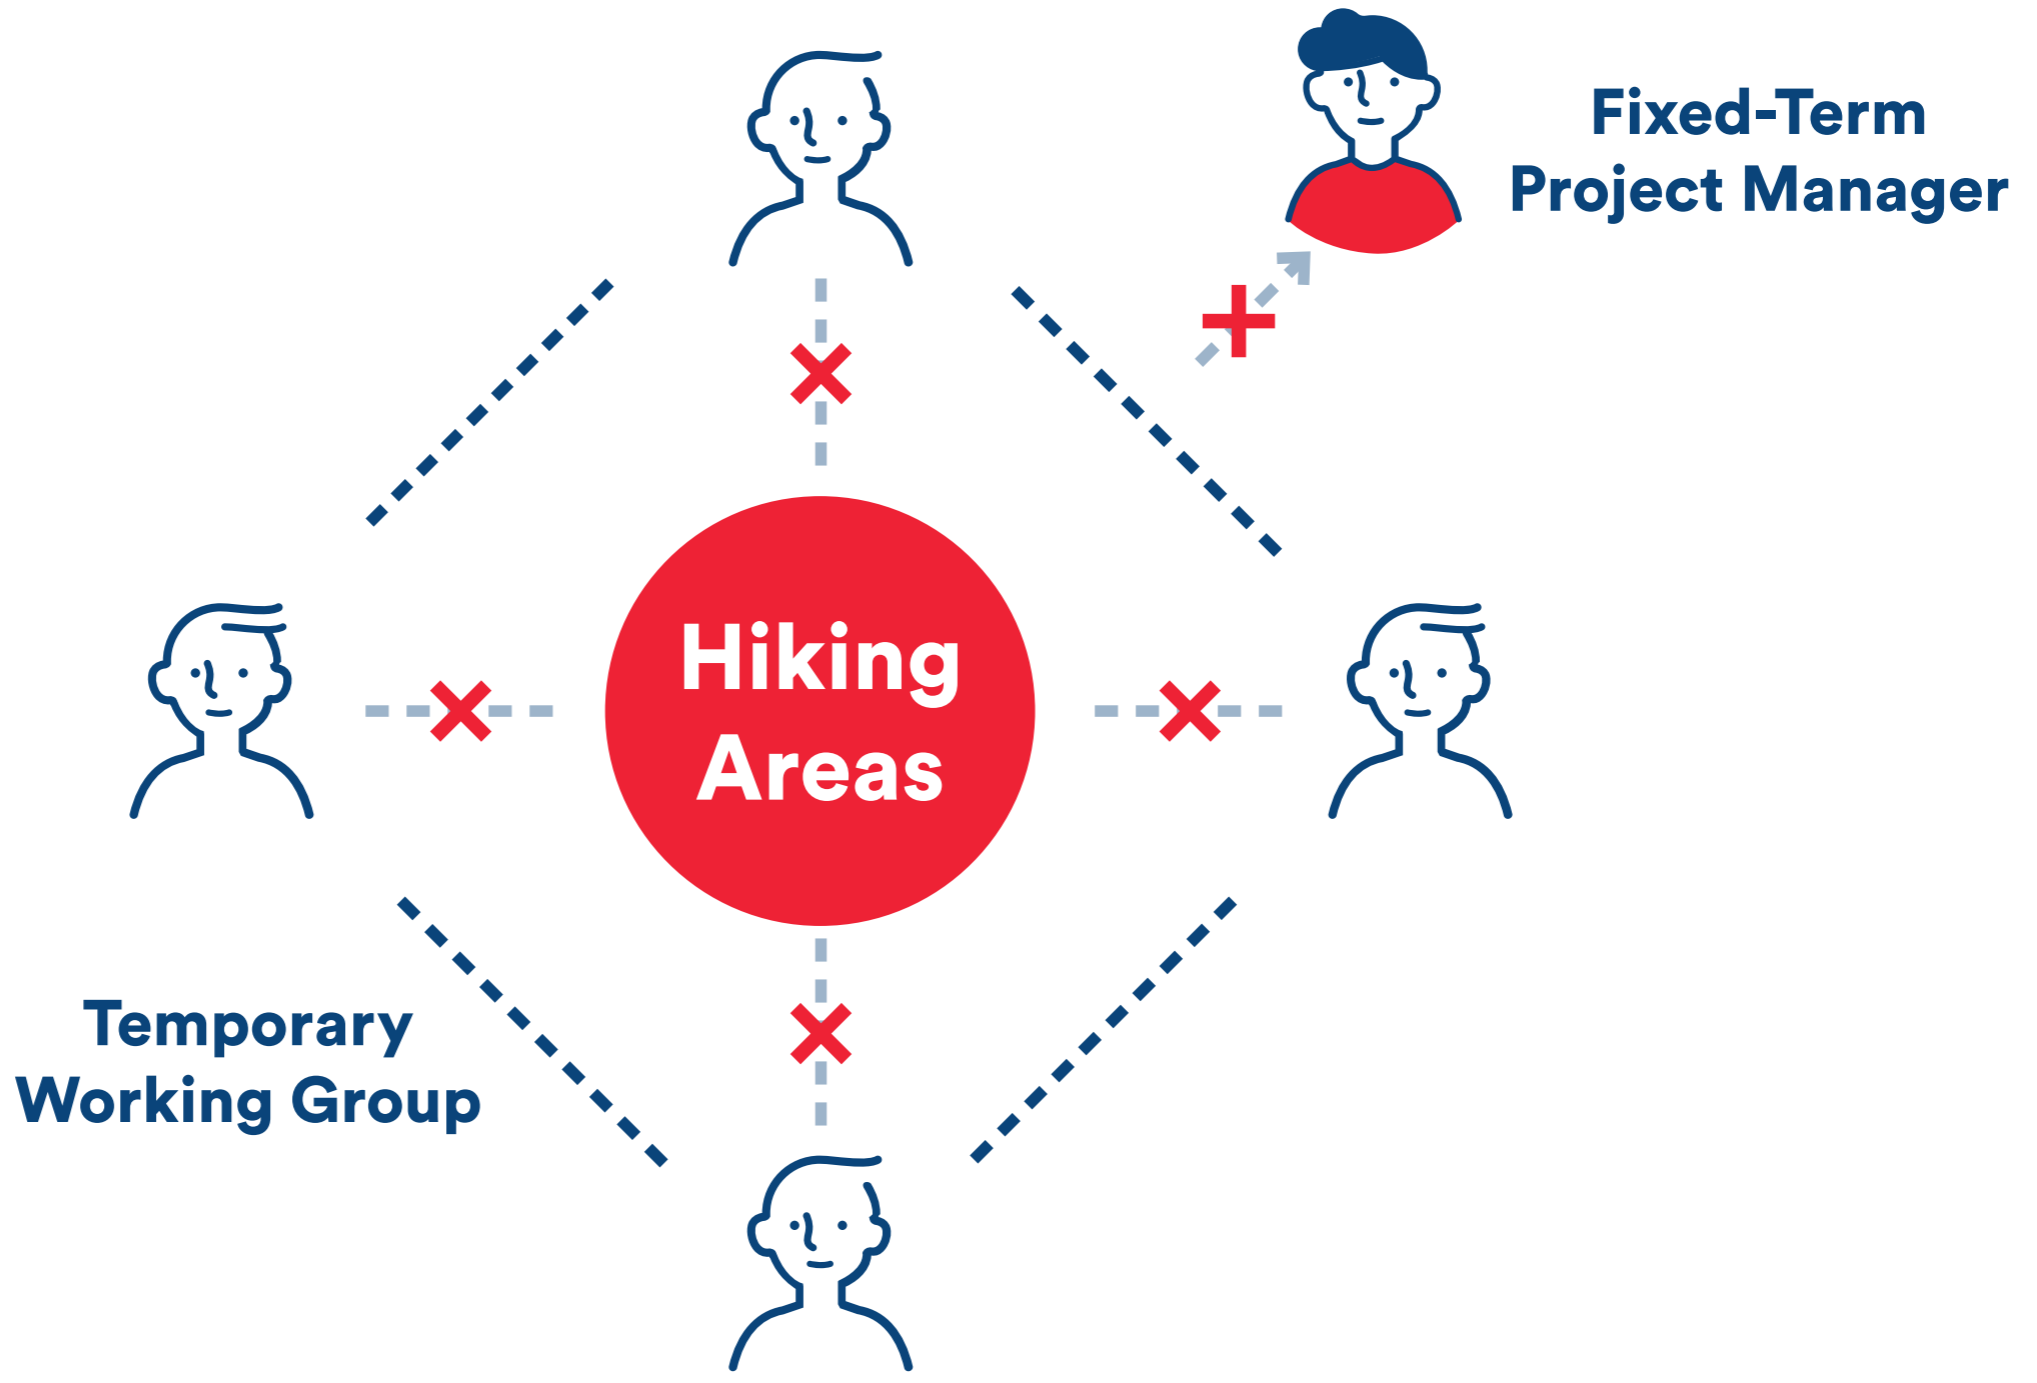 Fixed-Term
Project Manager
Hiking
Areas
Temporary
Working Group